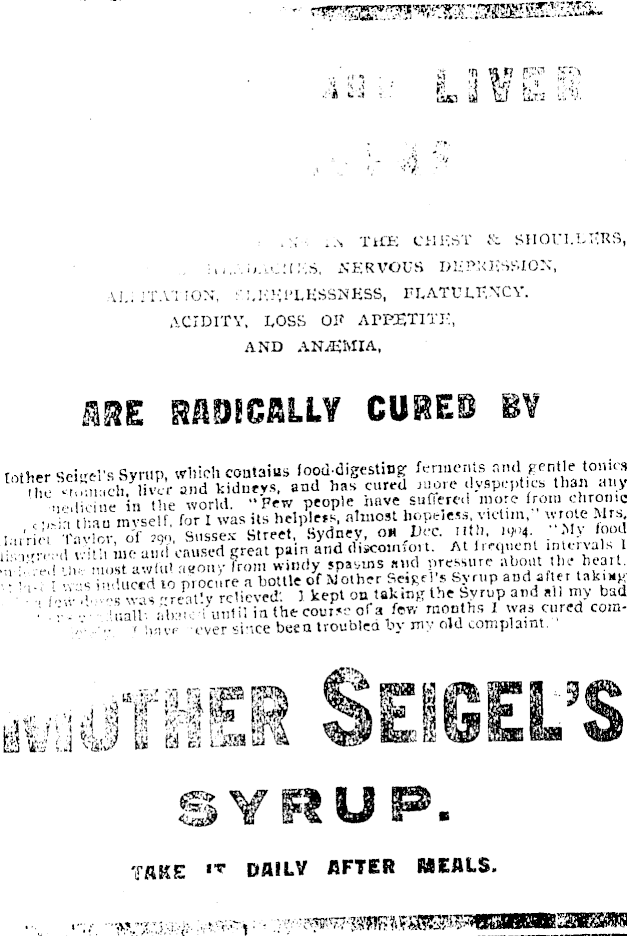 LIVER
IN THE CHEST & SHOULDERS,
HEADACHES, NERVOUS DEPRESSION,
SLEEPLESSNESS, FLATULENCY.
ACIDITY, LOSS OF APPETITE,
AND ANÆMIA,
ARE RADICALLY CURED BY
Seigel's Syrup, which contains food-digesting ferments and gentle tonics
the stomach, liver and kidneys, and has cured more dyspeptics than any
medicine in the world. "Few people have suffered more from chronic
than myself, for I was its helpless, almost hopeless, victim," wrote Mrs.
Harriet Taylor, of 290, Sussex Street, Sydney, on Dec. 11th, 1904. "My food
disagreed with me and caused great pain and discomfort. At frequent intervals I
the most awful agony from windy spasms and pressure about the heart.
I was induced to procure a bottle of Mother Seigel's Syrup and after taking
a few doses was greatly relieved. I kept on taking the Syrup and all my bad
gradually abated until in the course of a few months I was cured com-
I have never since been troubled by my old complaint."
MOTHER SEIGEL'S
SYRUP.
TAKE IT DAILY AFTER MEALS.